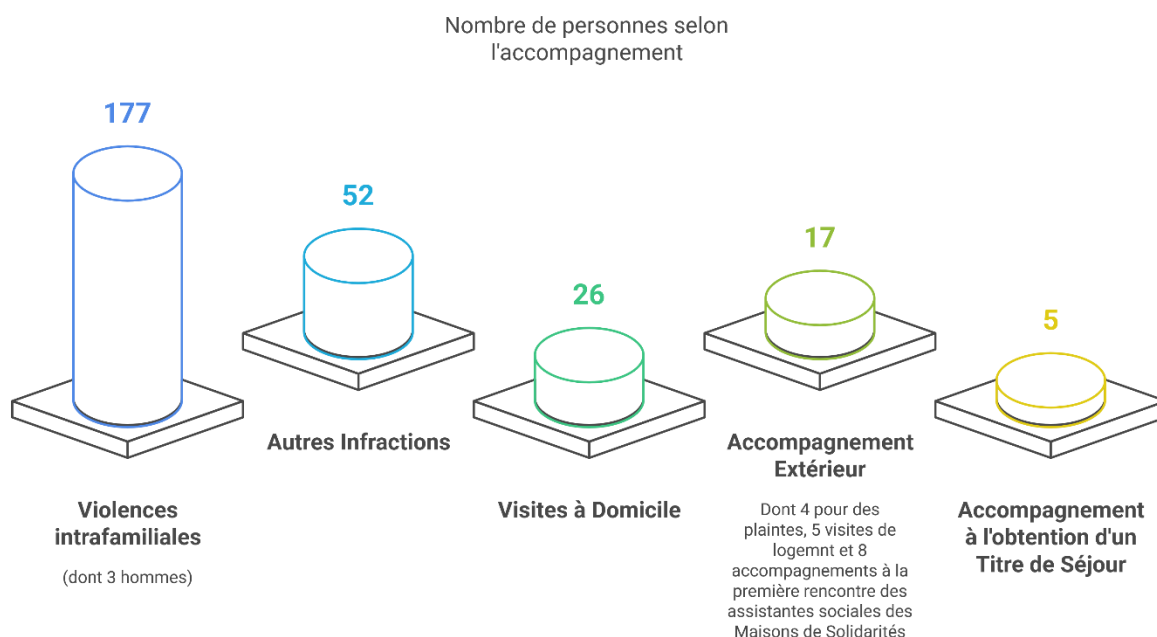 Nombre de personnes selon
l'accompagnement
177
Violences
intrafamiliales
(dont 3 hommes)
52
Autres Infractions
26
Visites à Domicile
17
Accompagnement
Extérieur
Dont 4 pour des
plaintes, 5 visites de
logemnt et 8
accompagnements à la
première rencontre des
assistantes sociales des
Maisons de Solidarités
5
Accompagnement
à l'obtention d'un
Titre de Séjour